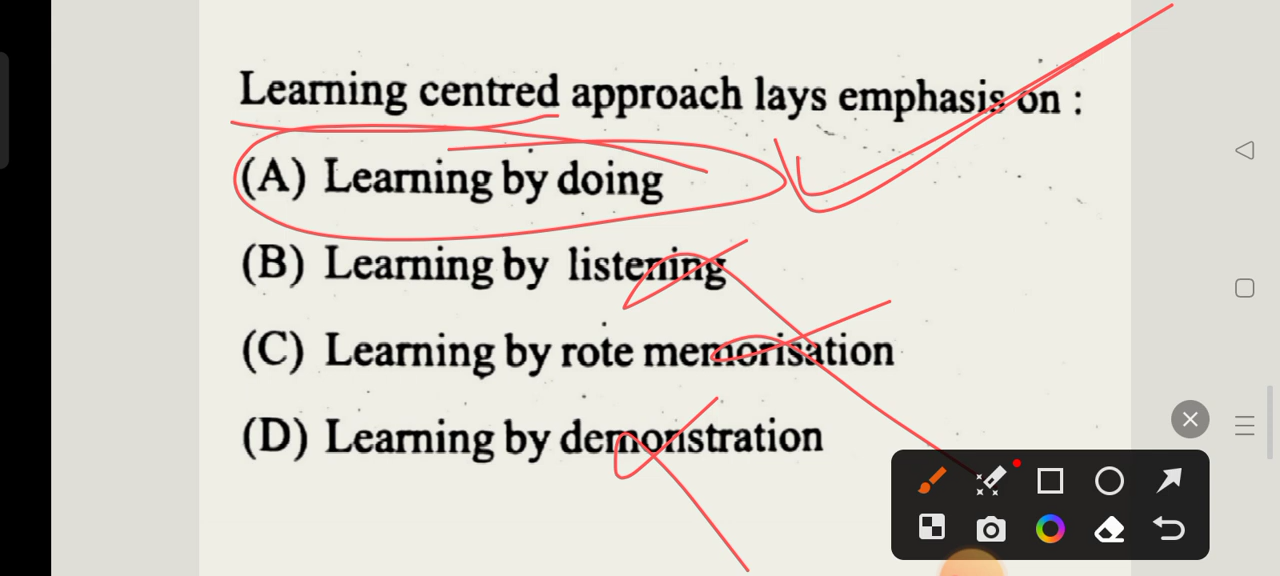 Learning centred approach lays emphasis on :
(A) Learning by doing
(B) Learning by listening
(C) Learning by rote memorisation
(D) Learning by demonstration